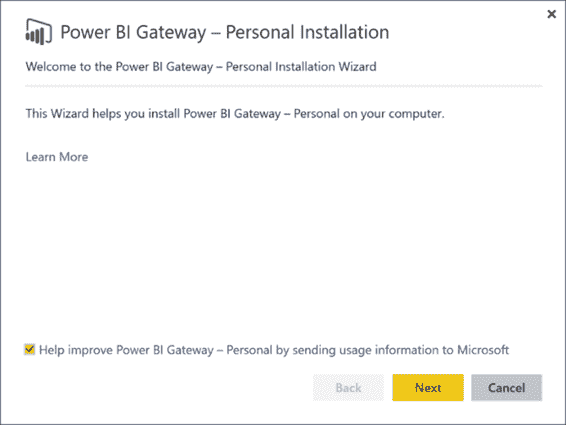 Power BI Gateway – Personal Installation
Welcome to the Power BI Gateway – Personal Installation Wizard
This Wizard helps you install Power BI Gateway – Personal on your computer.
Learn More
Help improve Power BI Gateway – Personal by sending usage information to Microsoft
Back Next Cancel